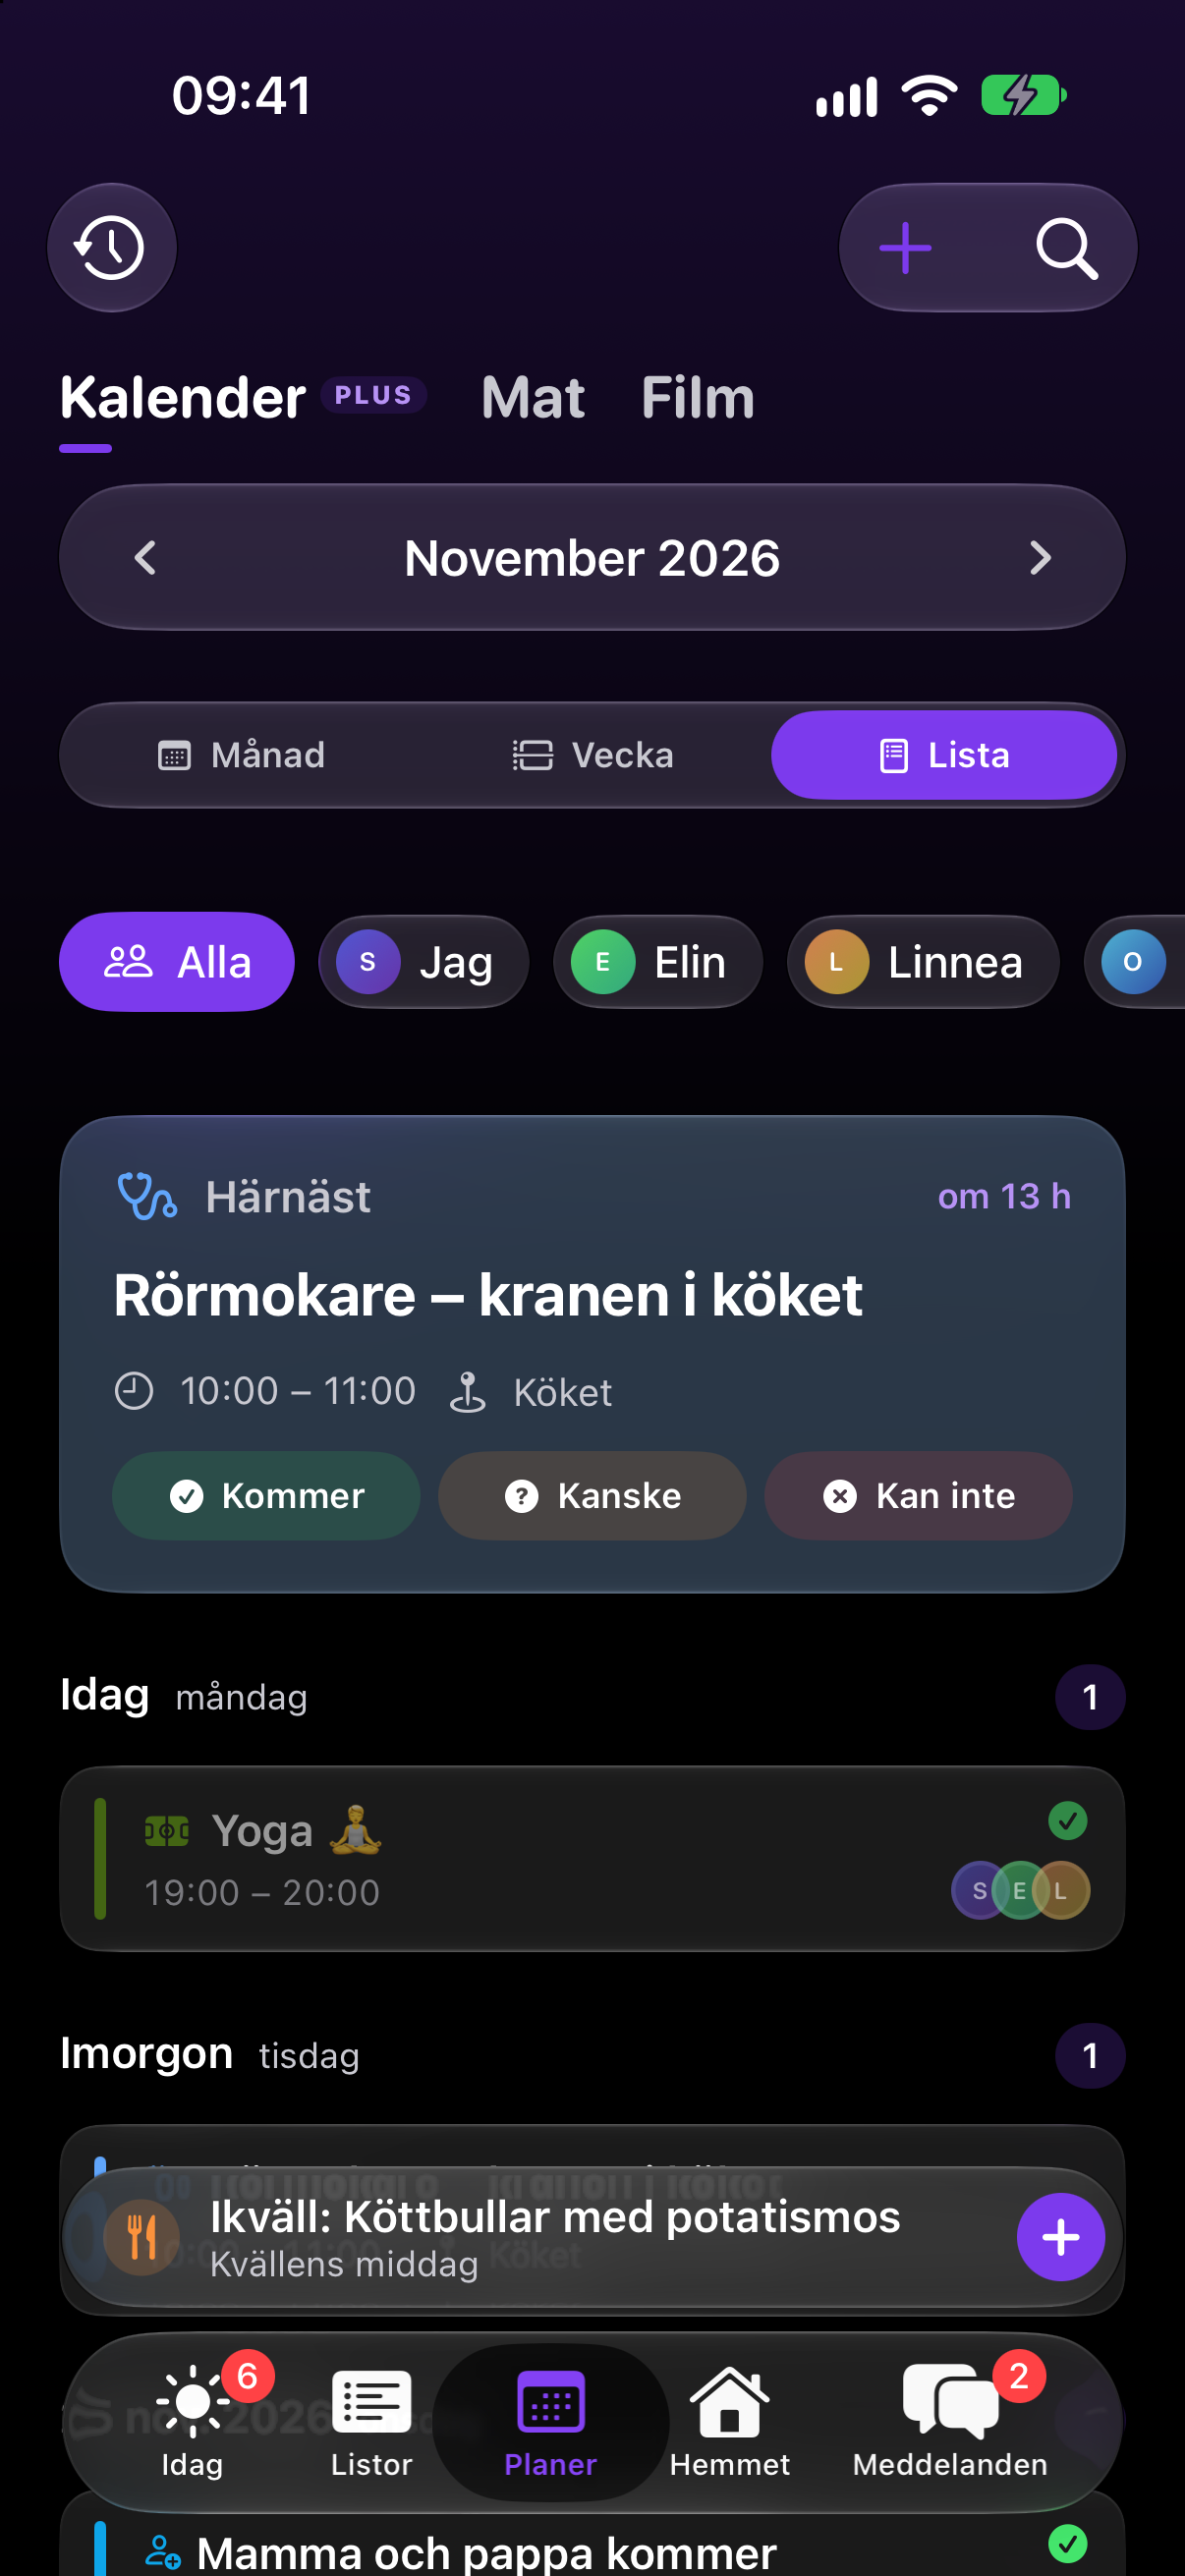 09:41
Kalender PLUS Mat Film
November 2026
Månad Vecka Lista
Alla S Jag E Elin L Linnea O
Härnäst om 13 h
Rörmokare – kranen i köket
10:00 – 11:00 Köket
Kommer Kanske Kan inte
Idag måndag 1
Yoga
19:00 – 20:00 S E L
Imorgon tisdag 1
Ikväll: Köttbullar med potatismos
Kvällens middag
6 2
Idag Listor Planer Hemmet Meddelanden
Mamma och pappa kommer